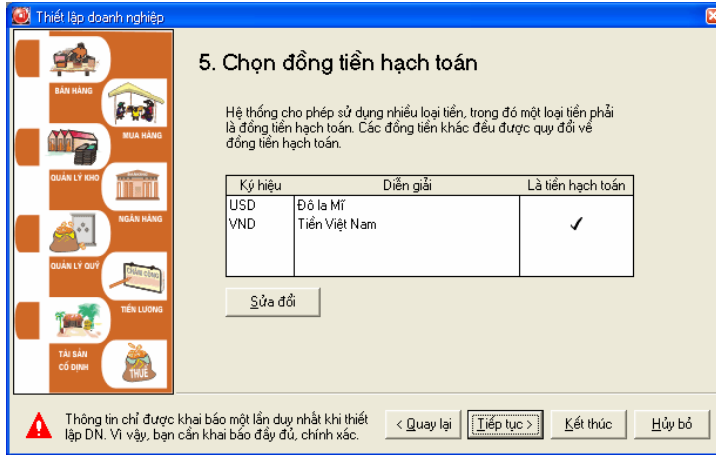 Thiết lập doanh nghiệp
BÁN HÀNG
MUA HÀNG
QUẢN LÝ KHO
NGÂN HÀNG
QUẢN LÝ QUỸ
CHẤM CÔNG
TIỀN LƯƠNG
TÀI SẢN
CỐ ĐỊNH
THUẾ
5. Chọn đồng tiền hạch toán
Hệ thống cho phép sử dụng nhiều loại tiền, trong đó một loại tiền phải
là đồng tiền hạch toán. Các đồng tiền khác đều được quy đổi về
đồng tiền hạch toán.
Ký hiệu Diễn giải Là tiền hạch toán
USD Đô la Mĩ
VND Tiền Việt Nam ✓
Sửa đổi
Thông tin chỉ được khai báo một lần duy nhất khi thiết
lập DN. Vì vậy, bạn cần khai báo đầy đủ, chính xác.
< Quay lại Tiếp tục > Kết thúc Hủy bỏ